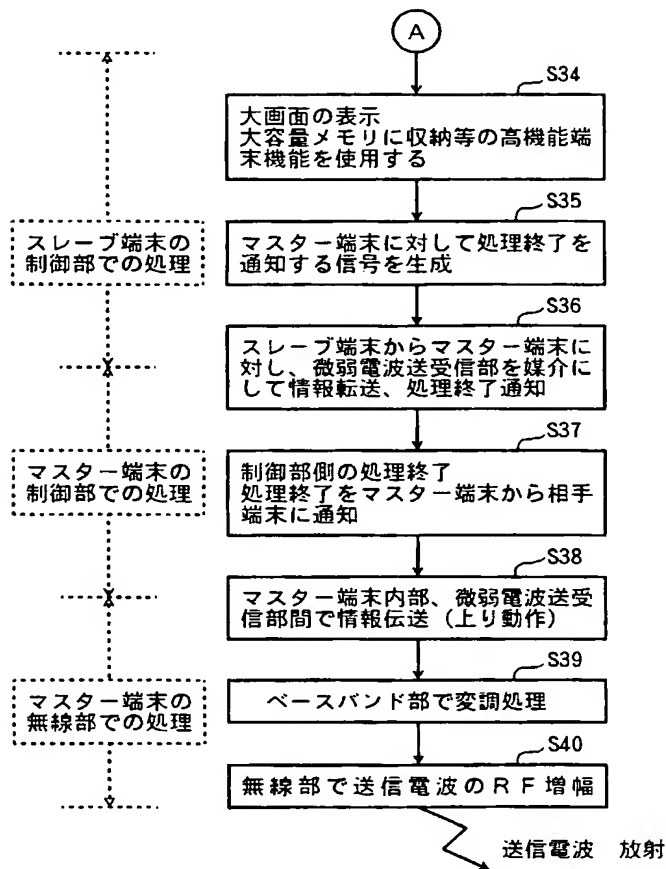 A
S34
大画面の表示
大容量メモリに収納等の高機能端
末機能を使用する
S35
マスター端末に対して処理終了を
通知する信号を生成
スレーブ端末の
制御部での処理
S36
スレーブ端末からマスター端末に
対し、微弱電波送受信部を媒介に
して情報転送、処理終了通知
S37
制御部側の処理終了
処理終了をマスター端末から相手
端末に通知
マスター端末の
制御部での処理
S38
マスター端末内部、微弱電波送受
信部間で情報伝送（上り動作）
S39
ベースバンド部で変調処理
マスター端末の
無線部での処理
S40
無線部で送信電波のＲＦ増幅
送信電波　放射